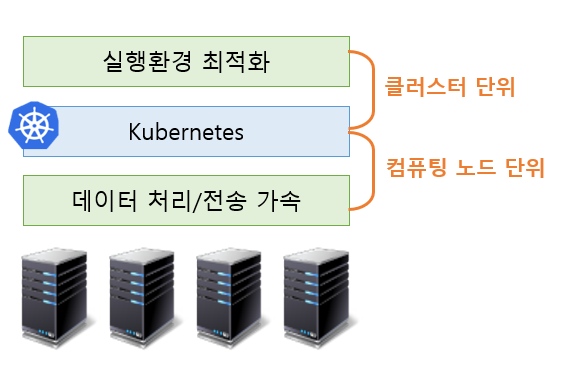 실행환경 최적화
클러스터 단위
Kubernetes
컴퓨팅 노드 단위
데이터 처리/전송 가속